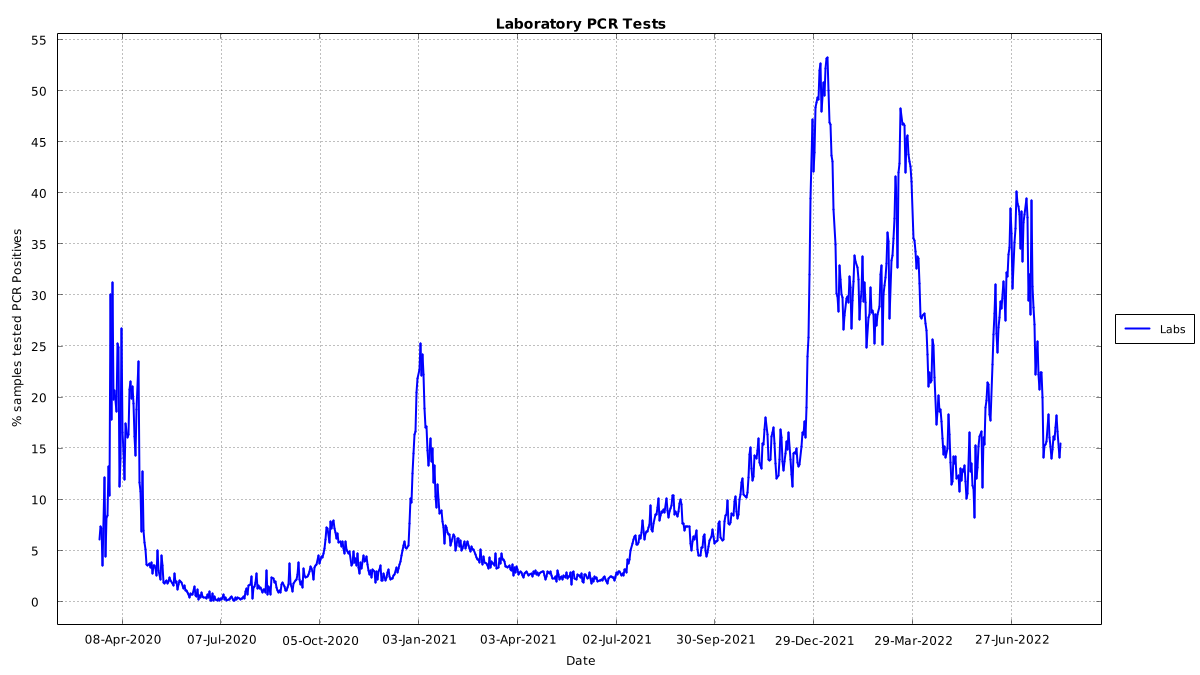 Laboratory PCR Tests
% samples tested PCR Positives
55
50
45
40
35
30
25
20
15
10
5
0
08-Apr-2020 07-Jul-2020 05-Oct-2020 03-Jan-2021 03-Apr-2021 02-Jul-2021 30-Sep-2021 29-Dec-2021 29-Mar-2022 27-Jun-2022
Date
Labs